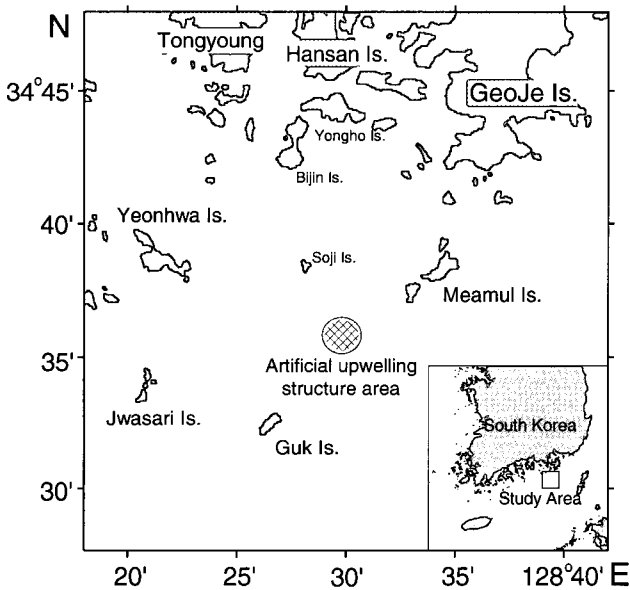 N
Tongyoung
Hansan Is.
34°45'
GeoJe Is.
Yongho Is.
Bijin Is.
Yeonhwa Is.
40'
Soji Is.
Meamul Is.
35'
Artificial upwelling
structure area
Jwasari Is.
Guk Is.
South Korea
30'
Study Area
20'
25'
30'
35'
128°40'
E